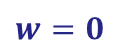 w = 0